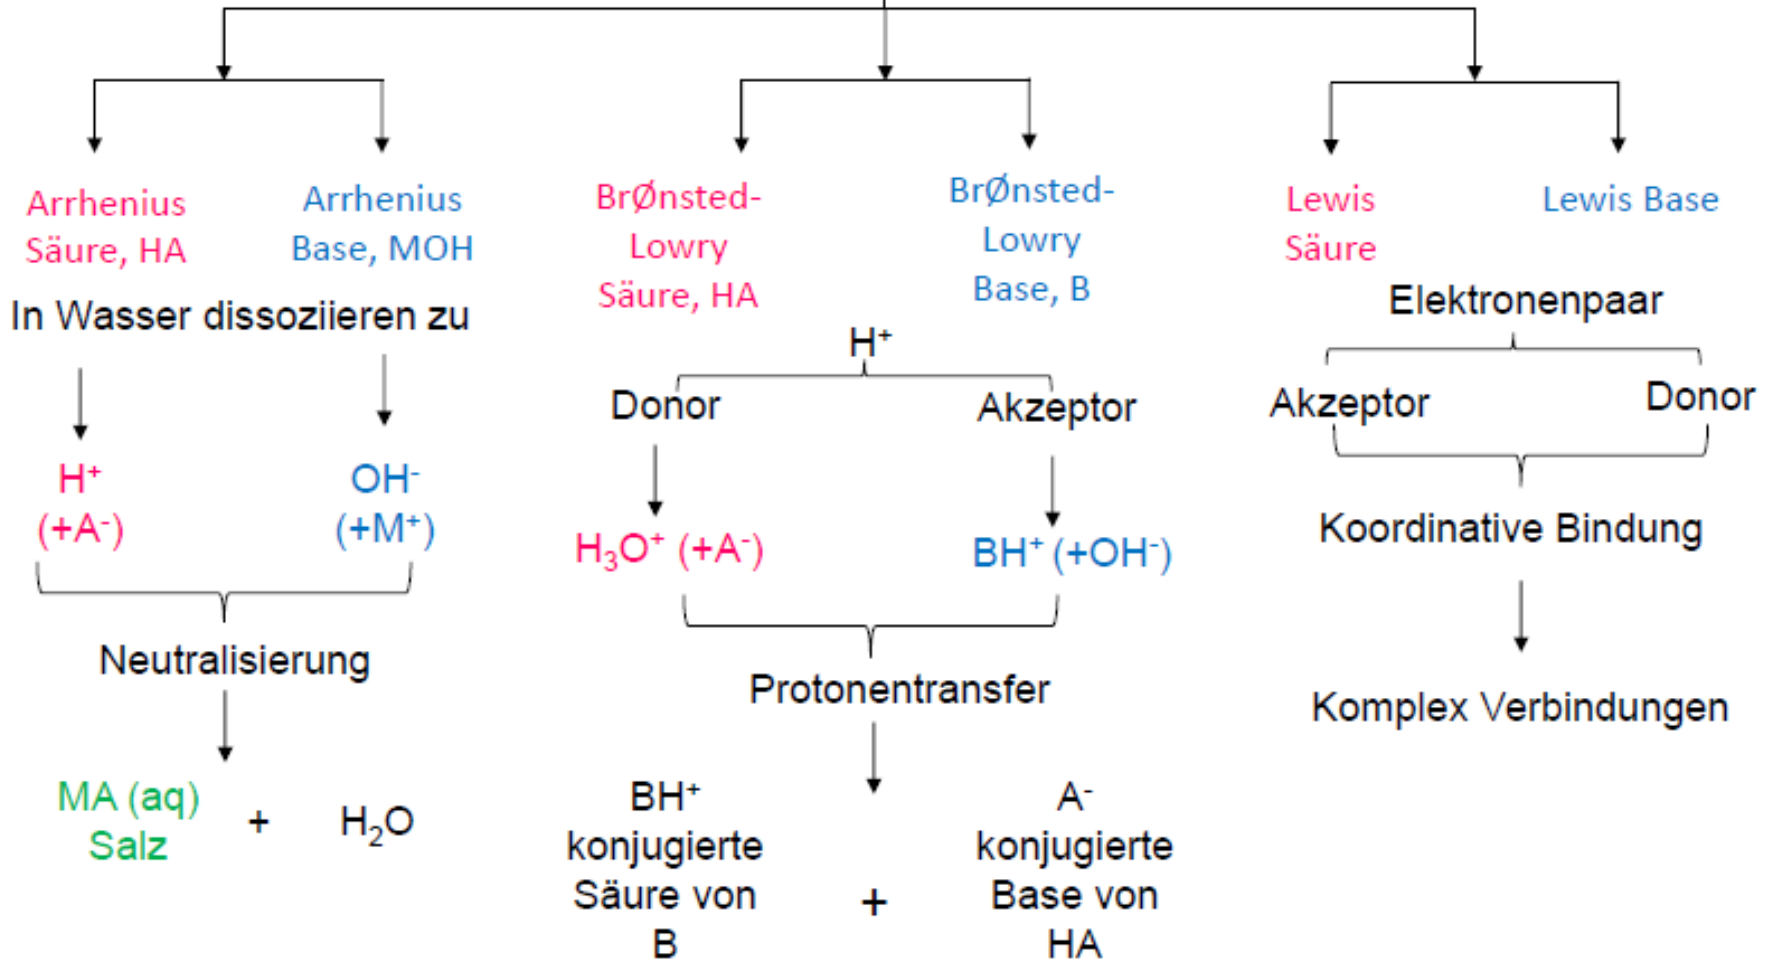 Arrhenius
Säure, HA
Arrhenius
Base, MOH
In Wasser dissoziieren zu
H⁺
(+A⁻)
OH⁻
(+M⁺)
Neutralisierung
MA (aq)
Salz
+
H₂O
BrØnsted-
Lowry
Säure, HA
BrØnsted-
Lowry
Base, B
H⁺
Donor
Akzeptor
H₃O⁺ (+A⁻)
BH⁺ (+OH⁻)
Protonentransfer
BH⁺
konjugierte
Säure von
B
+
A⁻
konjugierte
Base von
HA
Lewis
Säure
Lewis Base
Elektronenpaar
Akzeptor
Donor
Koordinative Bindung
Komplex Verbindungen